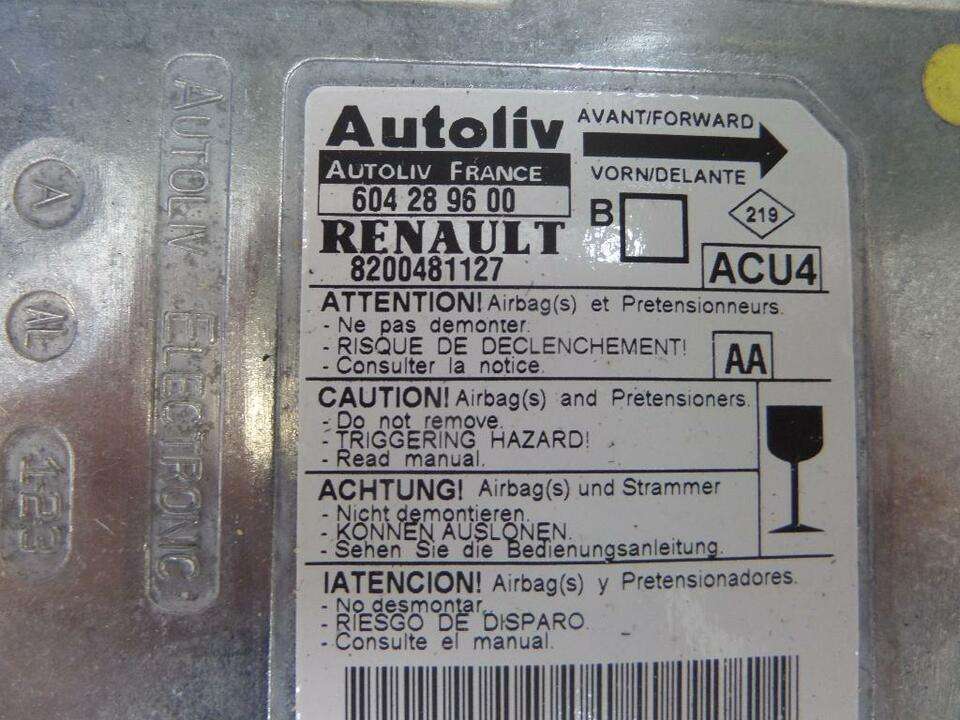 Autoliv
AVANT/FORWARD
AUTOLIV FRANCE
VORN/DELANTE
604 28 96 00
B
219
RENAULT
8200481127
ACU4
ATTENTION! Airbag(s) et Pretensionneurs.
- Ne pas demonter.
- RISQUE DE DECLENCHEMENT!
- Consulter la notice.
AA
CAUTION! Airbag(s) and Pretensioners.
- Do not remove.
- TRIGGERING HAZARD!
- Read manual.
ACHTUNG! Airbag(s) und Strammer
- Nicht demontieren.
- KONNEN AUSLONEN.
- Sehen Sie die Bedienungsanleitung.
!ATENCION! Airbag(s) y Pretensionadores.
- No desmontar.
- RIESGO DE DISPARO.
- Consulte el manual.
AUTOLIV ELECTRONIC
A
123